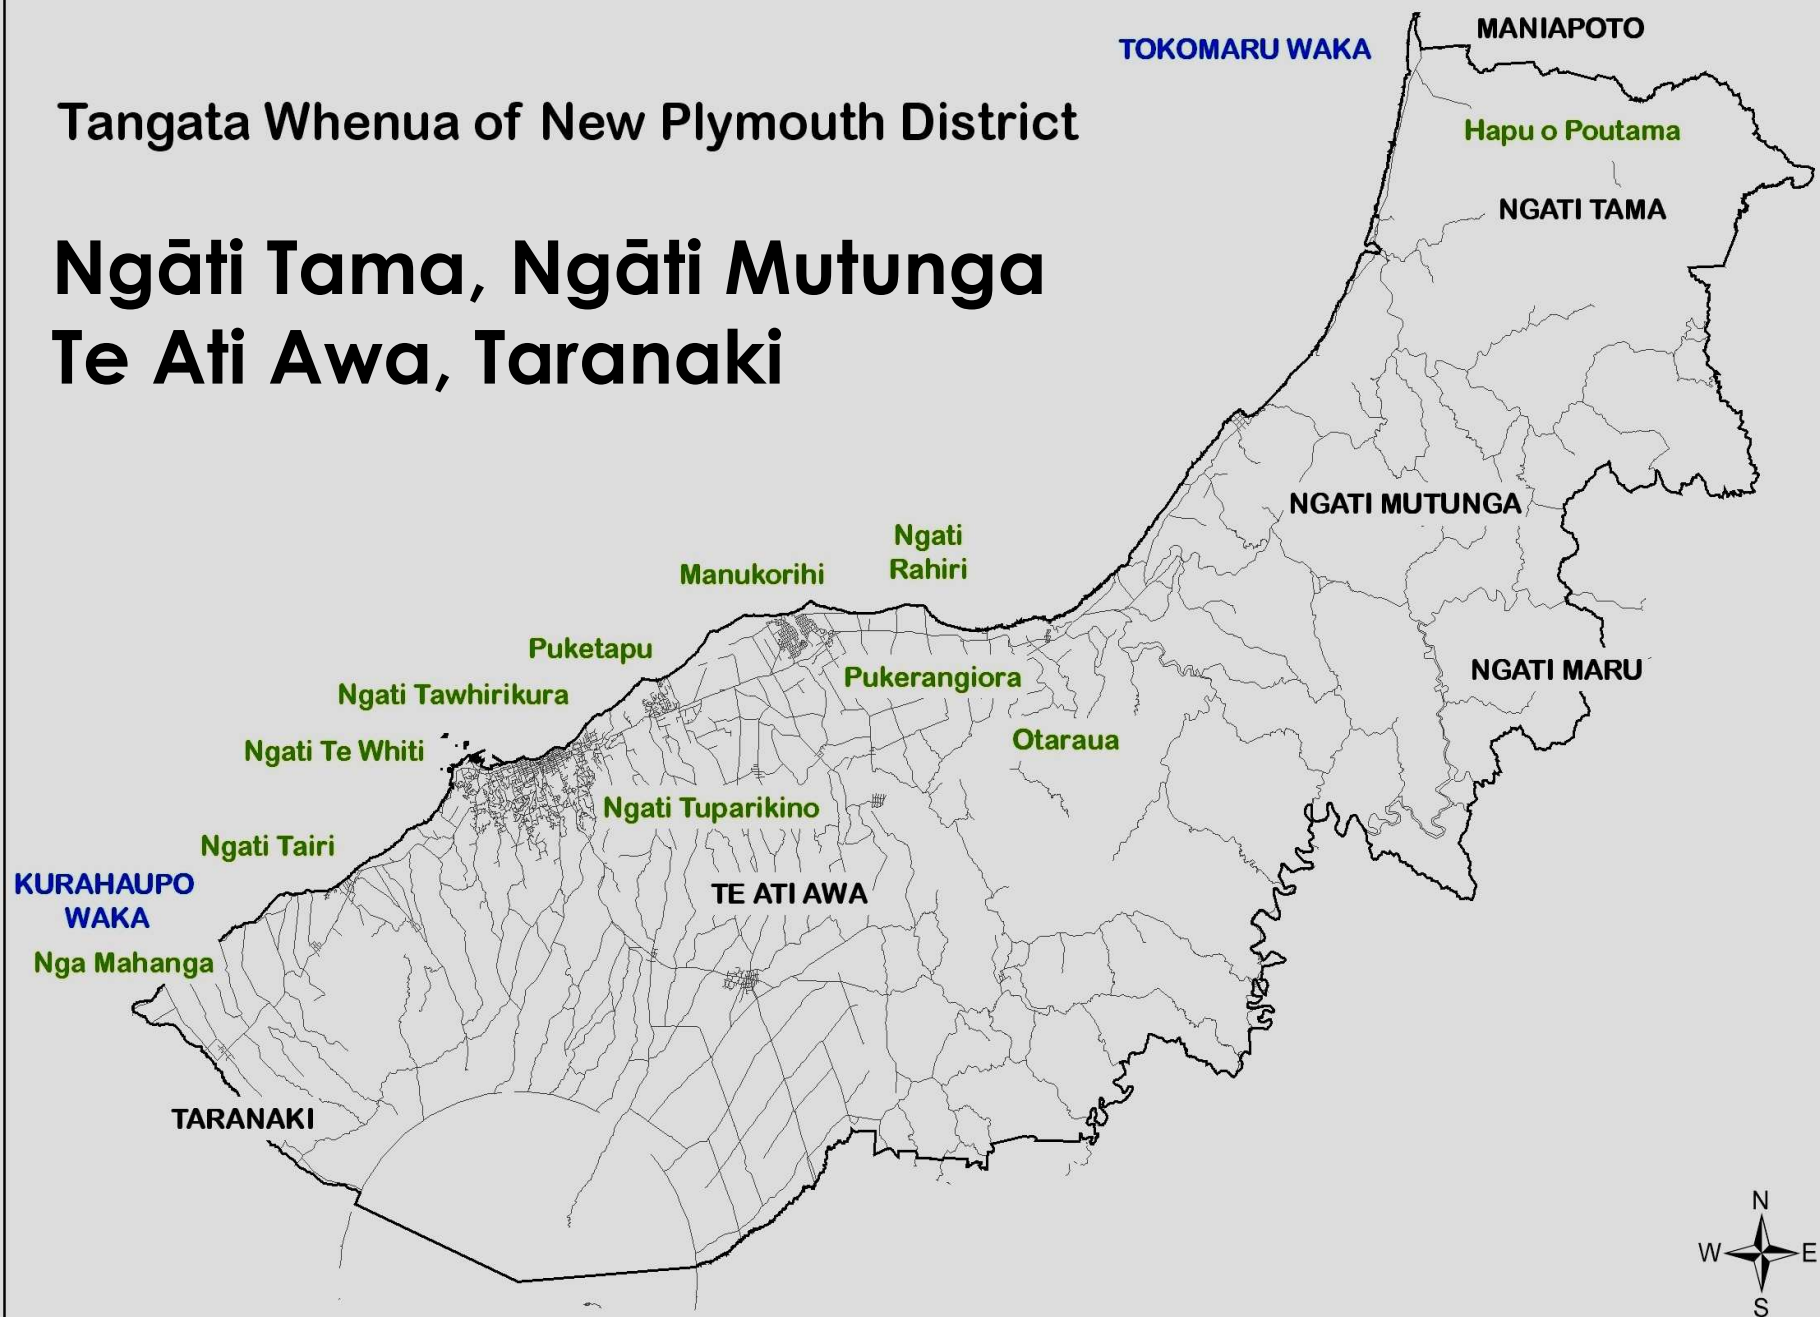 TOKOMARU WAKA
MANIAPOTO
Tangata Whenua of New Plymouth District
Hapu o Poutama
NGATI TAMA
Ngāti Tama, Ngāti Mutunga
Te Ati Awa, Taranaki
NGATI MUTUNGA
Ngati
Rahiri
Manukorihi
Puketapu
NGATI MARU
Pukerangiora
Ngati Tawhirikura
Otaraua
Ngati Te Whiti
Ngati Tuparikino
Ngati Tairi
KURAHAUPO
WAKA
TE ATI AWA
Nga Mahanga
TARANAKI
N
W
E
S